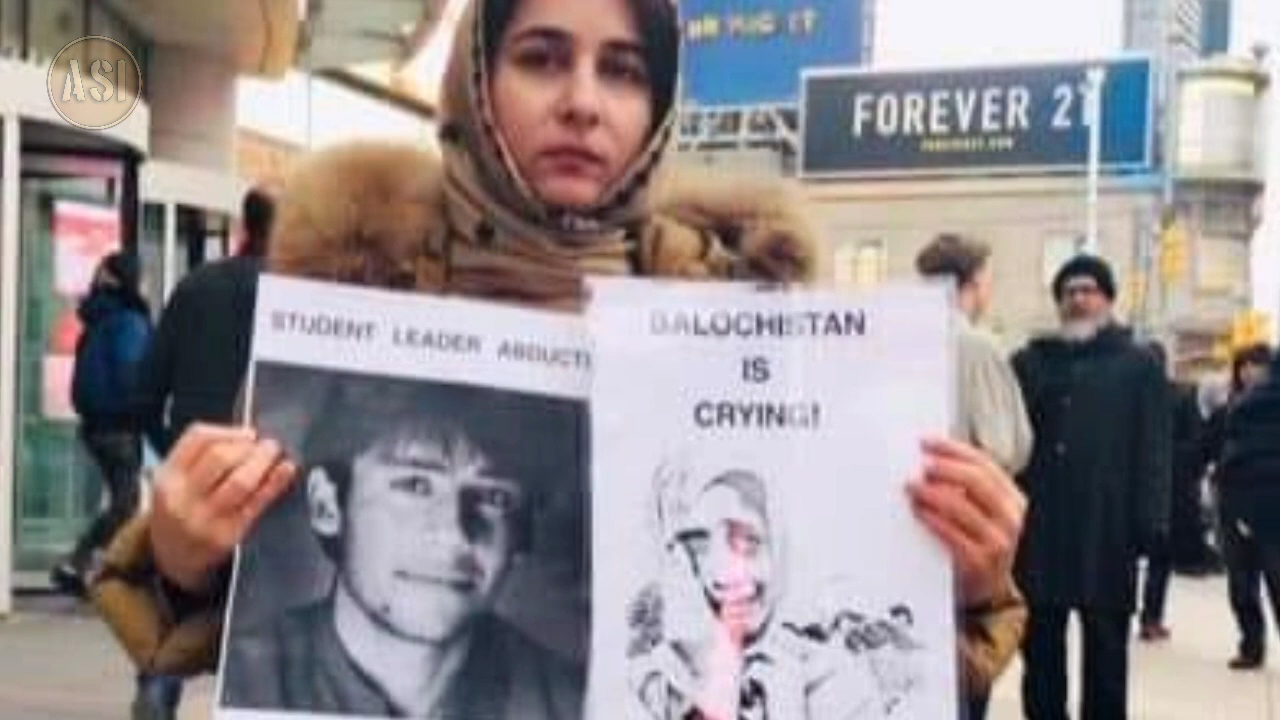 ASI
FOREVER 21
STUDENT LEADER ABDUCT
BALOCHISTAN
IS
CRYING!